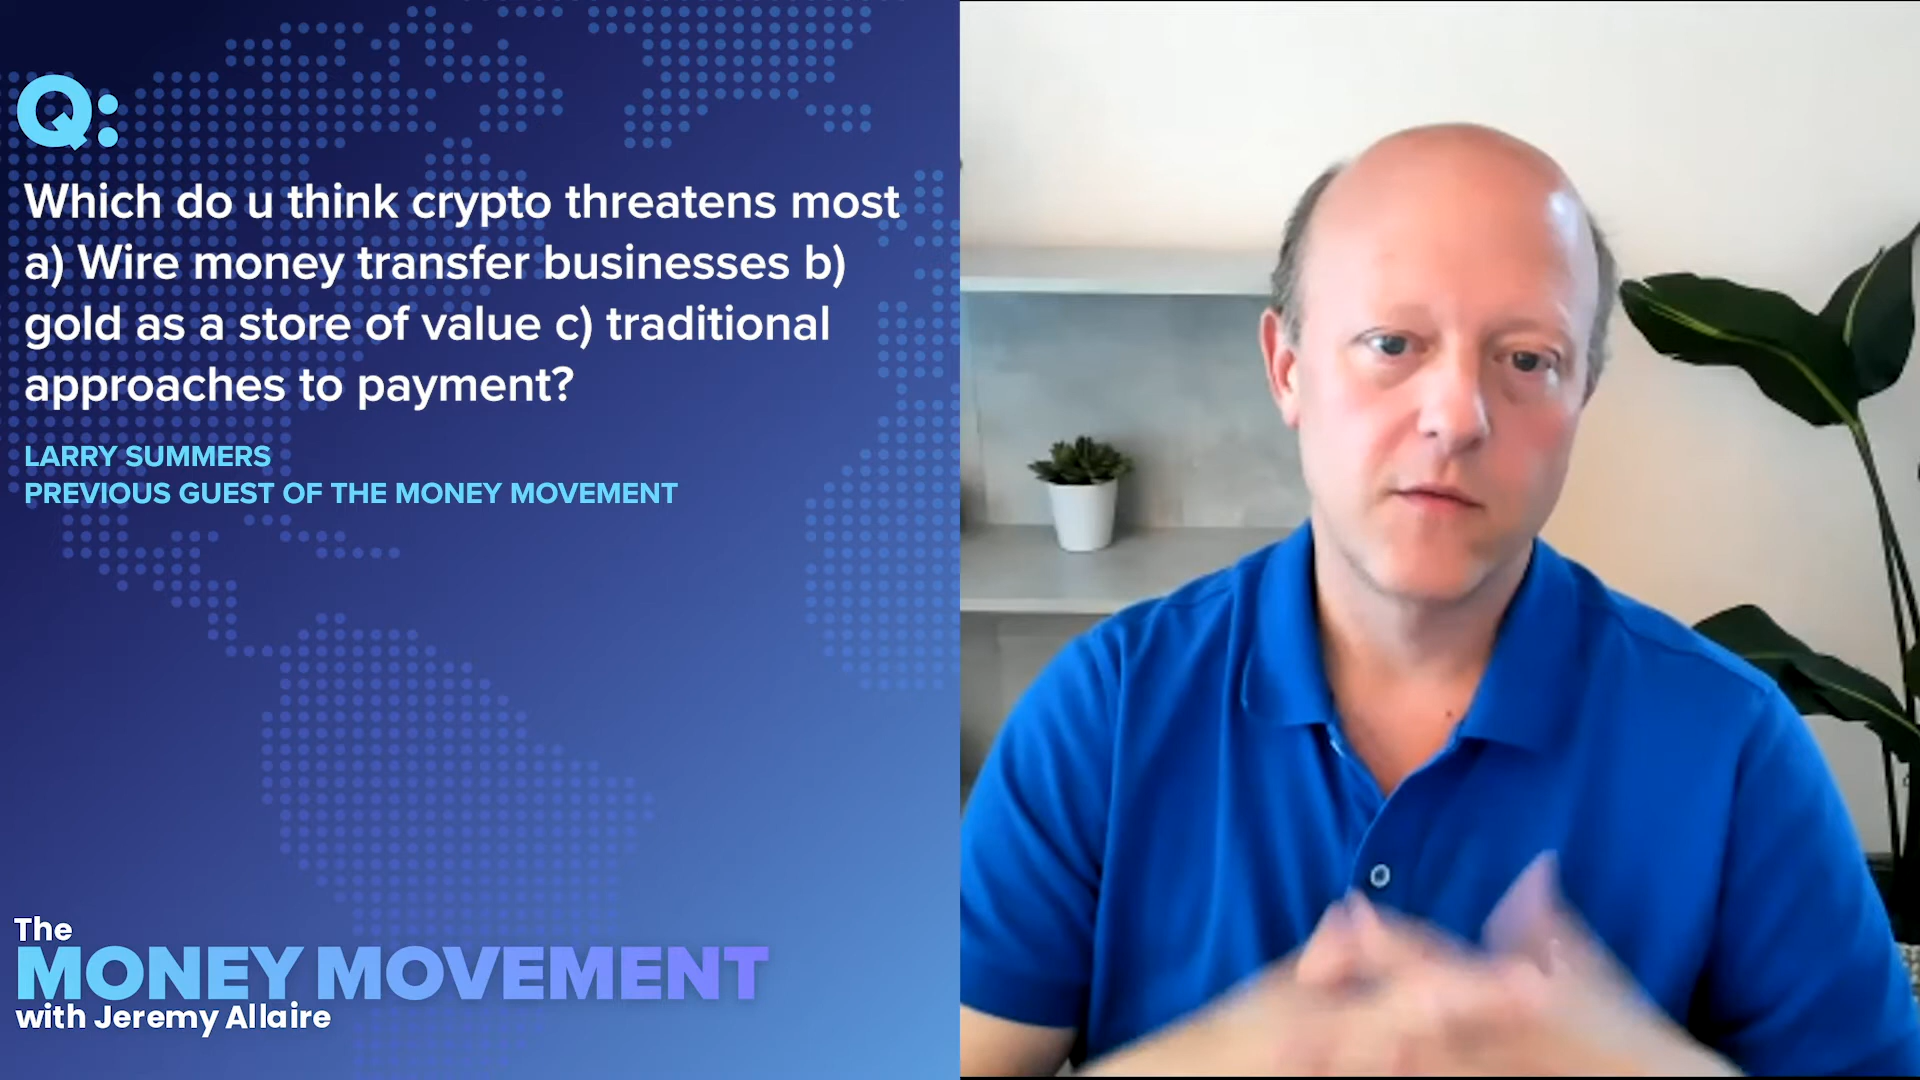 Q:
Which do u think crypto threatens most
a) Wire money transfer businesses b)
gold as a store of value c) traditional
approaches to payment?
LARRY SUMMERS
PREVIOUS GUEST OF THE MONEY MOVEMENT
The
MONEY MOVEMENT
with Jeremy Allaire